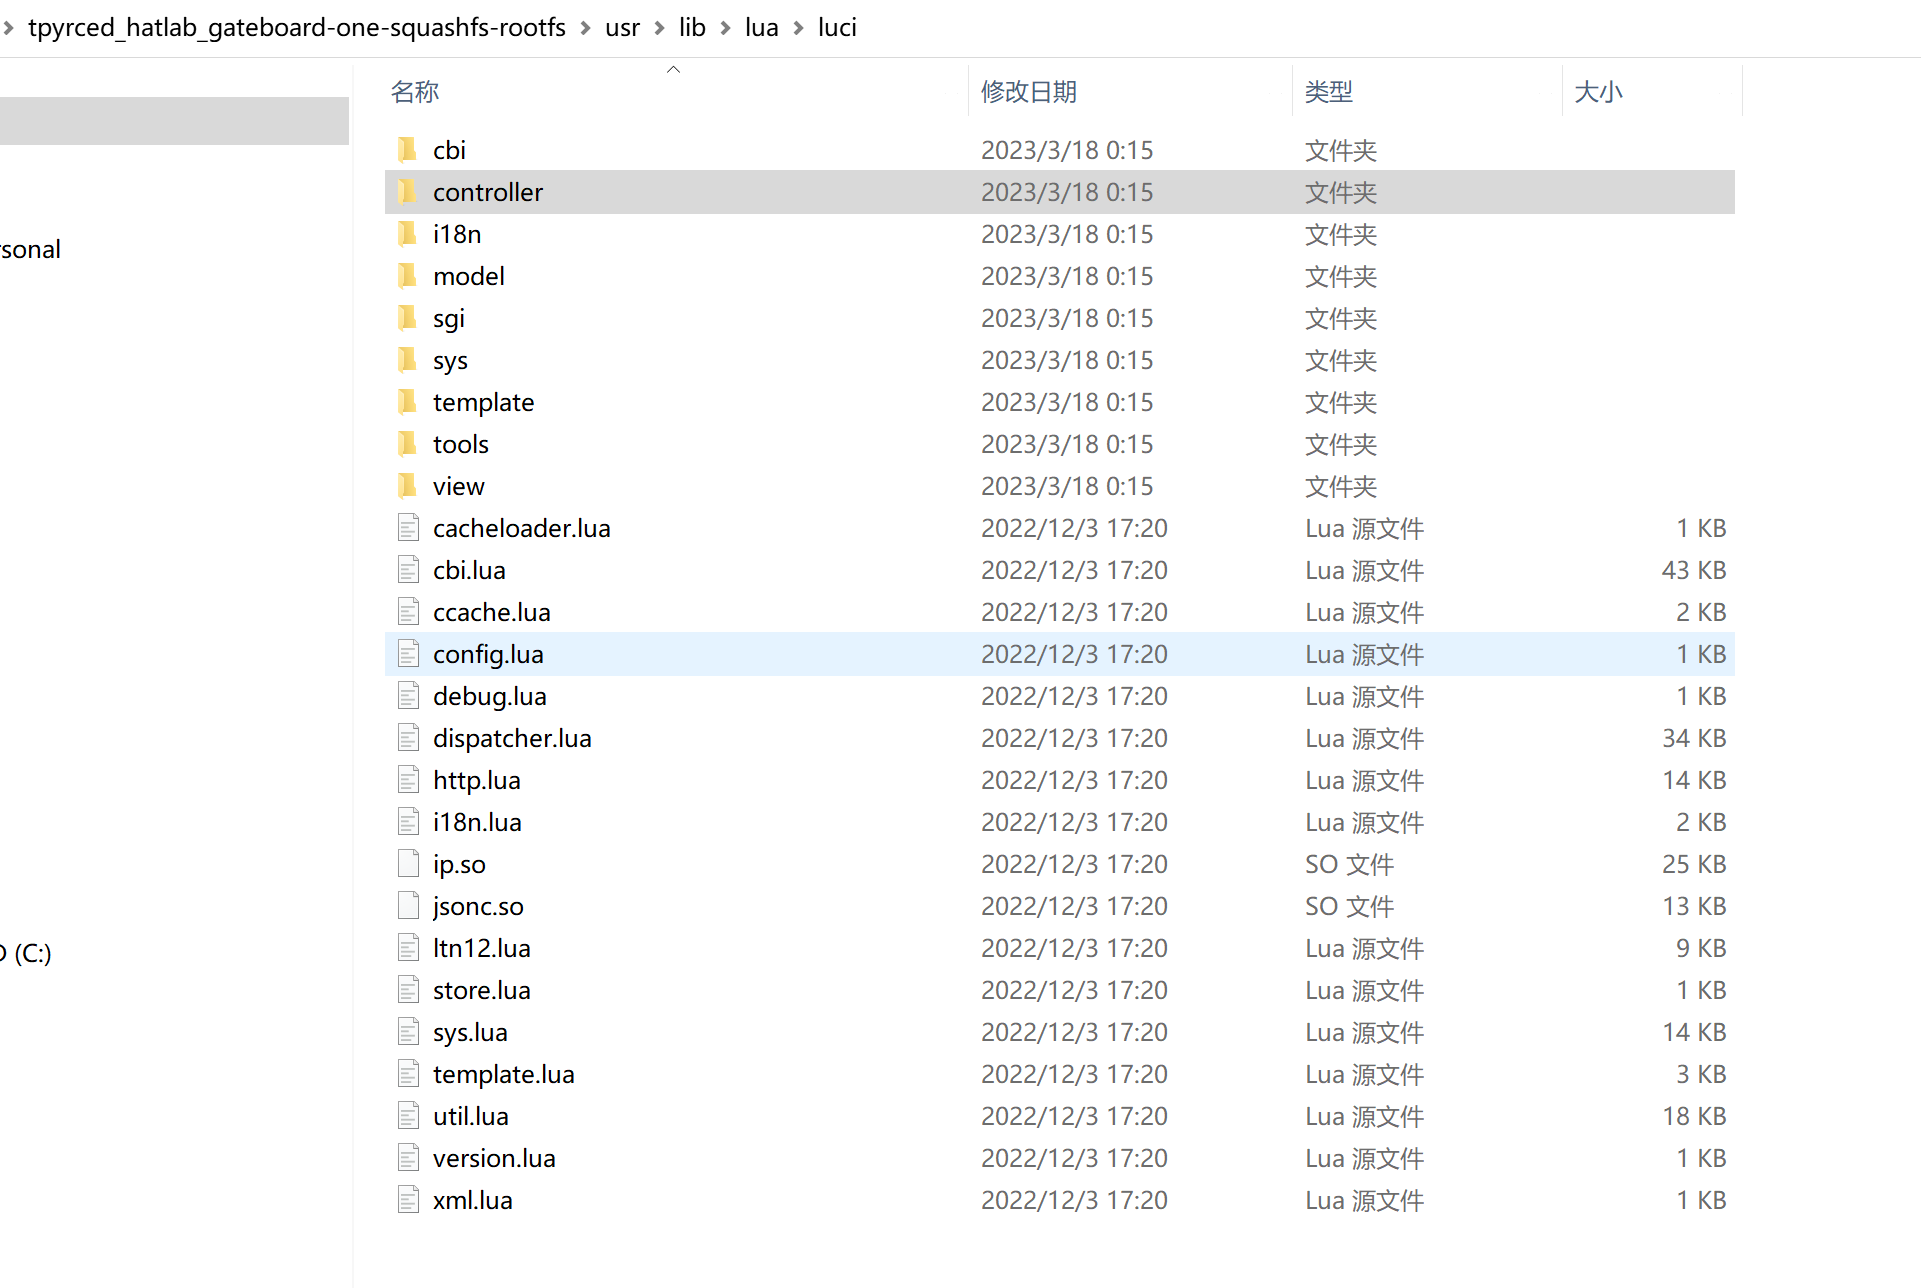 tpyrced_hatlab_gateboard-one-squashfs-rootfs > usr > lib > lua > luci
名称 修改日期 类型 大小
cbi 2023/3/18 0:15 文件夹
controller 2023/3/18 0:15 文件夹
i18n 2023/3/18 0:15 文件夹
rsonal
model 2023/3/18 0:15 文件夹
sgi 2023/3/18 0:15 文件夹
sys 2023/3/18 0:15 文件夹
template 2023/3/18 0:15 文件夹
tools 2023/3/18 0:15 文件夹
view 2023/3/18 0:15 文件夹
cacheloader.lua 2022/12/3 17:20 Lua 源文件 1 KB
cbi.lua 2022/12/3 17:20 Lua 源文件 43 KB
ccache.lua 2022/12/3 17:20 Lua 源文件 2 KB
config.lua 2022/12/3 17:20 Lua 源文件 1 KB
debug.lua 2022/12/3 17:20 Lua 源文件 1 KB
dispatcher.lua 2022/12/3 17:20 Lua 源文件 34 KB
http.lua 2022/12/3 17:20 Lua 源文件 14 KB
i18n.lua 2022/12/3 17:20 Lua 源文件 2 KB
ip.so 2022/12/3 17:20 SO 文件 25 KB
jsonc.so 2022/12/3 17:20 SO 文件 13 KB
ltn12.lua 2022/12/3 17:20 Lua 源文件 9 KB
(C:)
store.lua 2022/12/3 17:20 Lua 源文件 1 KB
sys.lua 2022/12/3 17:20 Lua 源文件 14 KB
template.lua 2022/12/3 17:20 Lua 源文件 3 KB
util.lua 2022/12/3 17:20 Lua 源文件 18 KB
version.lua 2022/12/3 17:20 Lua 源文件 1 KB
xml.lua 2022/12/3 17:20 Lua 源文件 1 KB